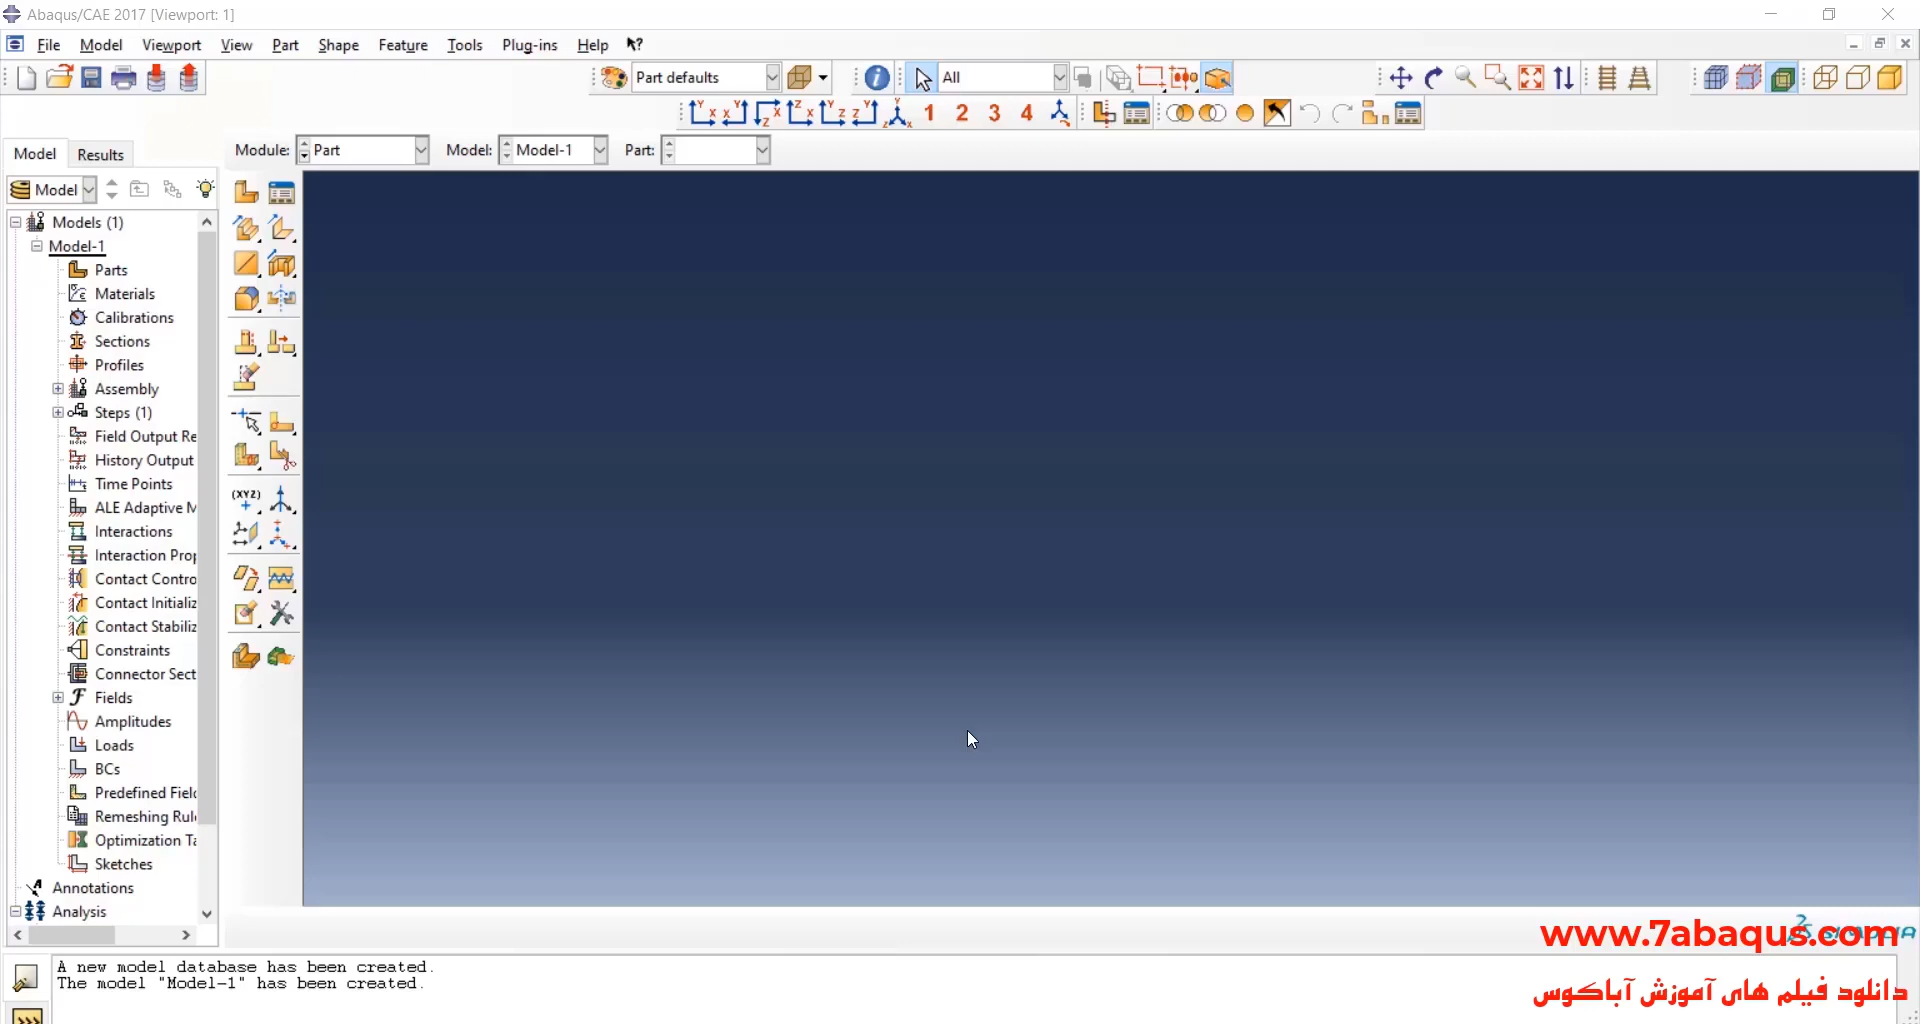 Abaqus/CAE 2017 [Viewport: 1]
File Model Viewport View Part Shape Feature Tools Plug-ins Help
Part defaults All
1 2 3 4
Model Results Module: Part Model: Model-1 Part:
Model
Models (1)
Model-1
Parts
Materials
Calibrations
Sections
Profiles
Assembly
Steps (1)
Field Output Re
History Output
Time Points
ALE Adaptive M
Interactions
Interaction Prop
Contact Contro
Contact Initializ
Contact Stabiliz
Constraints
Connector Sect
Fields
Amplitudes
Loads
BCs
Predefined Field
Remeshing Rul
Optimization Ta
Sketches
Annotations
Analysis
(XYZ)
www.7abaqus.com
دانلود فیلم های آموزش آباکوس
A new model database has been created.
The model "Model-1" has been created.